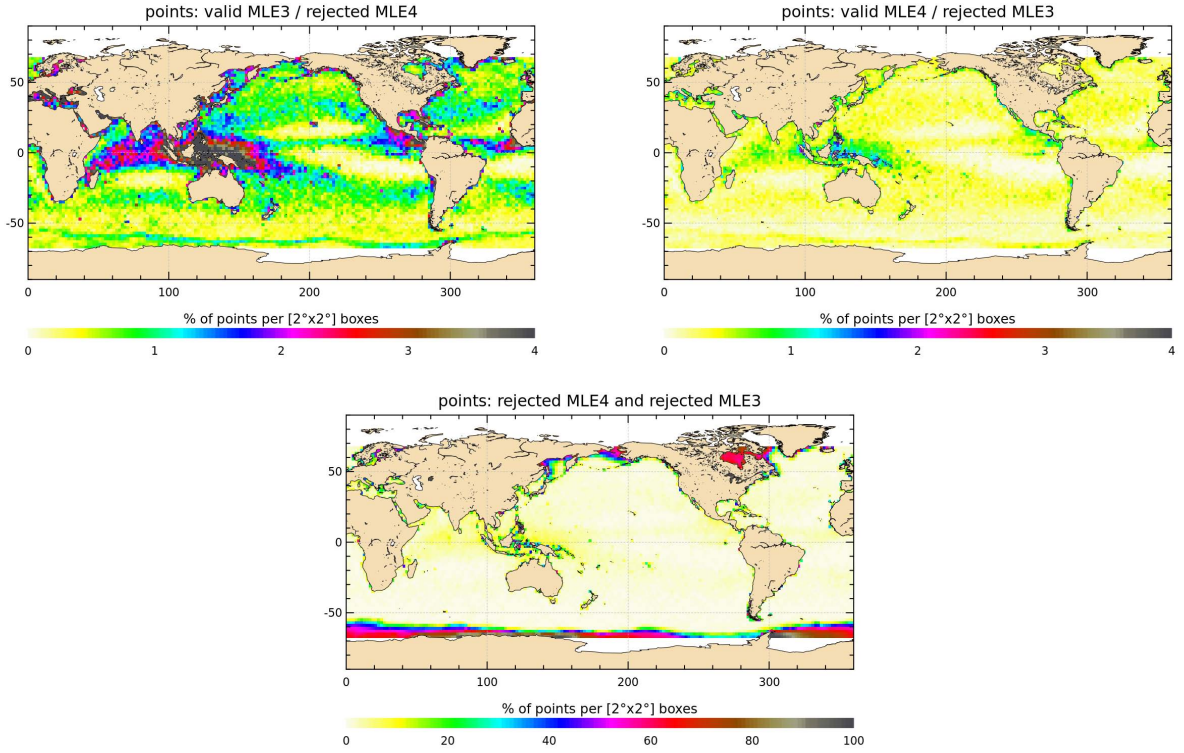 points: valid MLE3 / rejected MLE4
50
0
-50
0 100 200 300
% of points per [2°x2°] boxes
0 1 2 3 4
points: valid MLE4 / rejected MLE3
50
0
-50
0 100 200 300
% of points per [2°x2°] boxes
0 1 2 3 4
points: rejected MLE4 and rejected MLE3
50
0
-50
0 100 200 300
% of points per [2°x2°] boxes
0 20 40 60 80 100